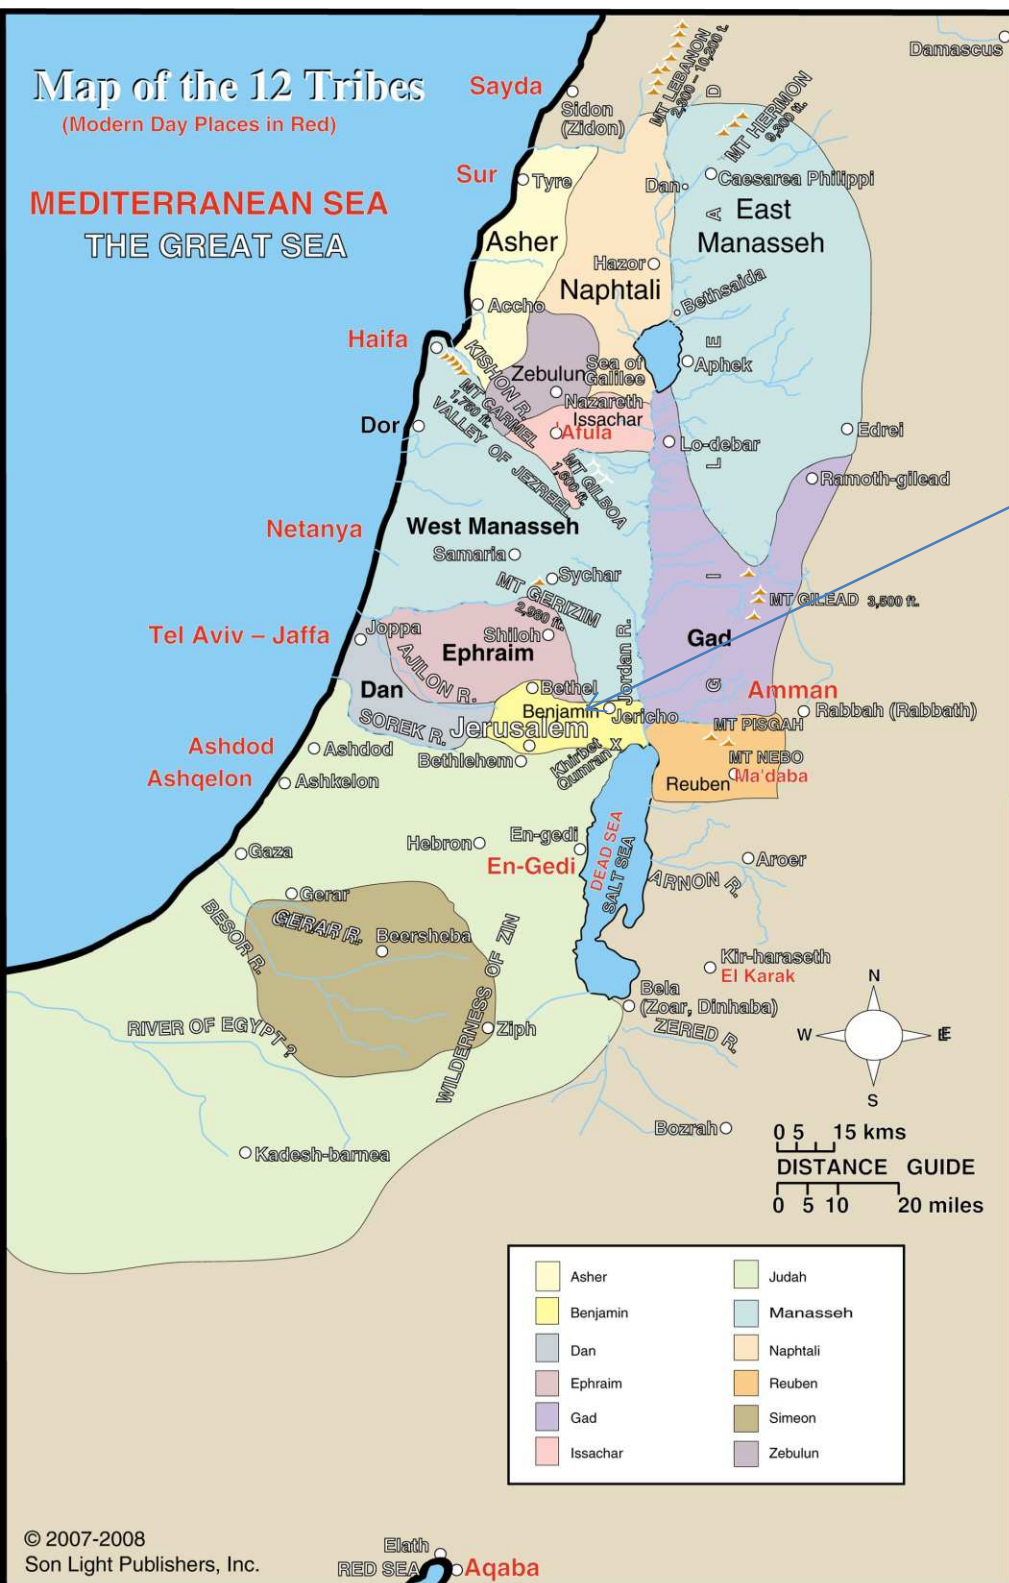 Map of the 12 Tribes
(Modern Day Places in Red)
MEDITERRANEAN SEA
THE GREAT SEA
Damascus
MT LEBANON
Sayda
Sidon
(Zidon)
MT HERMON
9,300 ft.
Sur
Tyre
Dan
Caesarea Philippi
East
Manasseh
Asher
Hazor
Naphtali
Bethsaida
Accho
Haifa
KISHON R.
Zebulun
Sea of
Galilee
Aphek
MT CARMEL
Nazareth
Issachar
'Afula
Dor
VALLEY OF JEZREEL
MT GILBOA
1,600 ft.
Lo-debar
Edrei
Ramoth-gilead
West Manasseh
Netanya
Samaria
Sychar
MT GERIZIM
MT GILEAD 3,500 ft.
Tel Aviv – Jaffa
Joppa
Shiloh
Ephraim
AJILON R.
Jordan R.
Gad
G I L E A D
Dan
Bethel
Benjamin
Jericho
Amman
Rabbah (Rabbath)
SOREK R.
Jerusalem
MT PISGAH
Ashdod
Ashdod
Khirbet
Qumran X
MT NEBO
Ma'daba
Ashqelon
Ashkelon
Bethlehem
Reuben
Gaza
Hebron
En-gedi
En-Gedi
DEAD SEA
SALT SEA
Aroer
ARNON R.
Gerar
GERAR R.
BESOR R.
Beersheba
WILDERNESS OF ZIN
Kir-haraseth
El Karak
Bela
(Zoar, Dinhaba)
ZERED R.
RIVER OF EGYPT ?
Ziph
N
W
E
S
Bozrah
Kadesh-barnea
0 5 15 kms
DISTANCE GUIDE
0 5 10 20 miles
Asher
Benjamin
Dan
Ephraim
Gad
Issachar
Judah
Manasseh
Naphtali
Reuben
Simeon
Zebulun
© 2007-2008
Son Light Publishers, Inc.
Elath
RED SEA
Aqaba